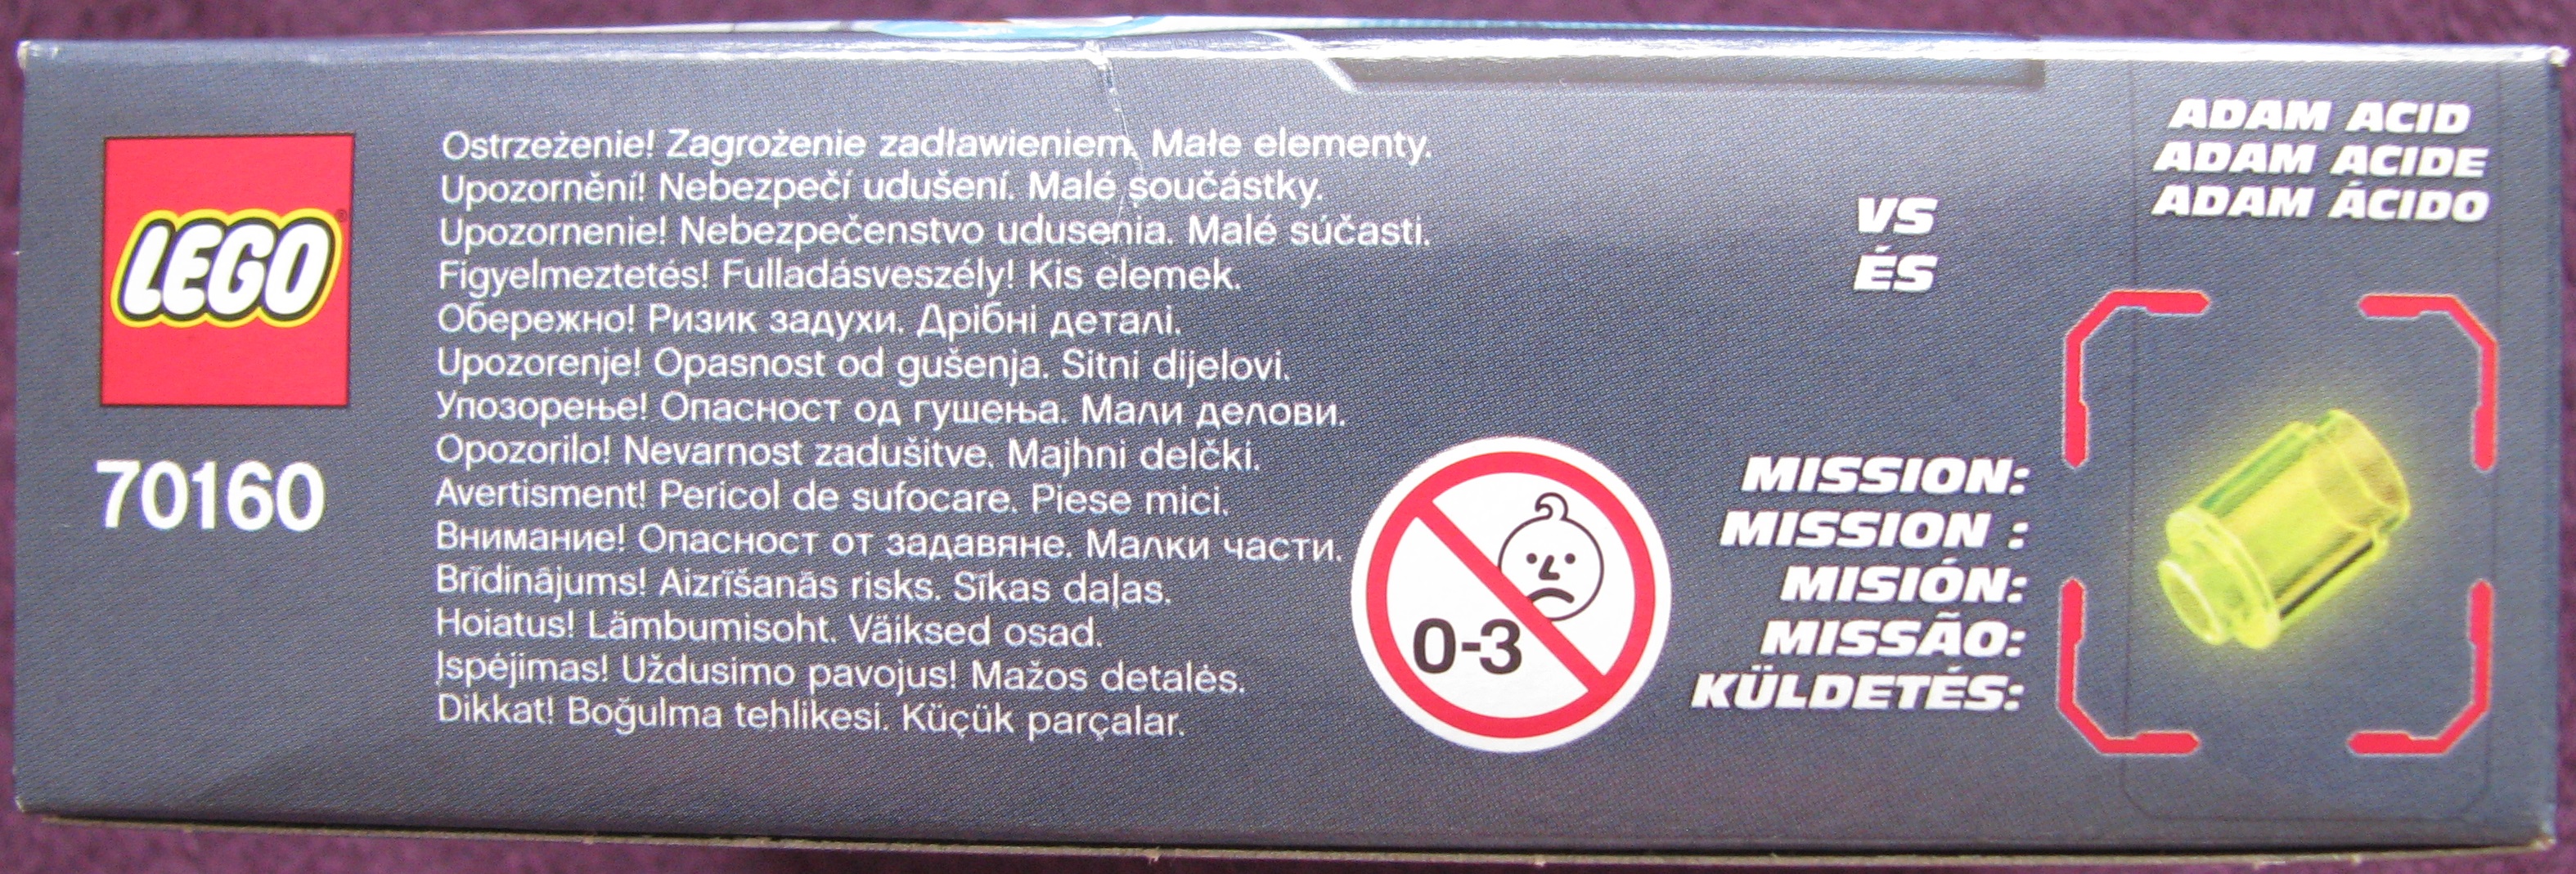 LEGO
®
70160
Ostrzeżenie! Zagrożenie zadławieniem. Małe elementy.
Upozornění! Nebezpečí udušení. Malé součástky.
Upozornenie! Nebezpečenstvo udusenia. Malé súčasti.
Figyelmeztetés! Fulladásveszély! Kis elemek.
Обережно! Ризик задухи. Дрібні деталі.
Upozorenje! Opasnost od gušenja. Sitni dijelovi.
Упозорење! Опасност од гушења. Мали делови.
Opozorilo! Nevarnost zadušitve. Majhni delčki.
Avertisment! Pericol de sufocare. Piese mici.
Внимание! Опасност от задавяне. Малки части.
Brīdinājums! Aizrīšanās risks. Sīkas daļas.
Hoiatus! Lämbumisoht. Väiksed osad.
Įspėjimas! Uždusimo pavojus! Mažos detalės.
Dikkat! Boğulma tehlikesi. Küçük parçalar.
0-3
VS
ÉS
ADAM ACID
ADAM ACIDE
ADAM ÁCIDO
MISSION:
MISSION :
MISIÓN:
MISSÃO:
KÜLDETÉS: